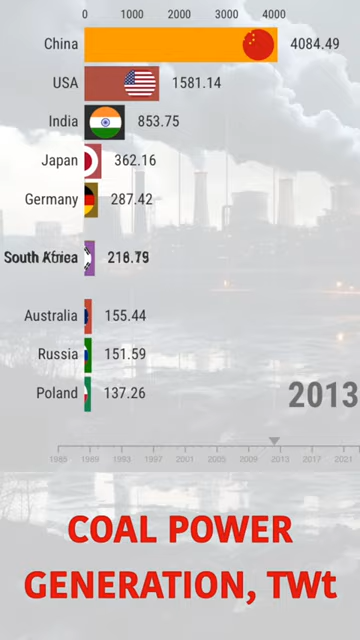 0 1000 2000 3000 4000
China 4084.49
USA 1581.14
India 853.75
Japan 362.16
Germany 287.42
South
Australia 155.44
Russia 151.59
Poland 137.26
2013
1985 1989 1993 1997 2001 2005 2009 2013 2017 2021
COAL POWER
GENERATION, TWt